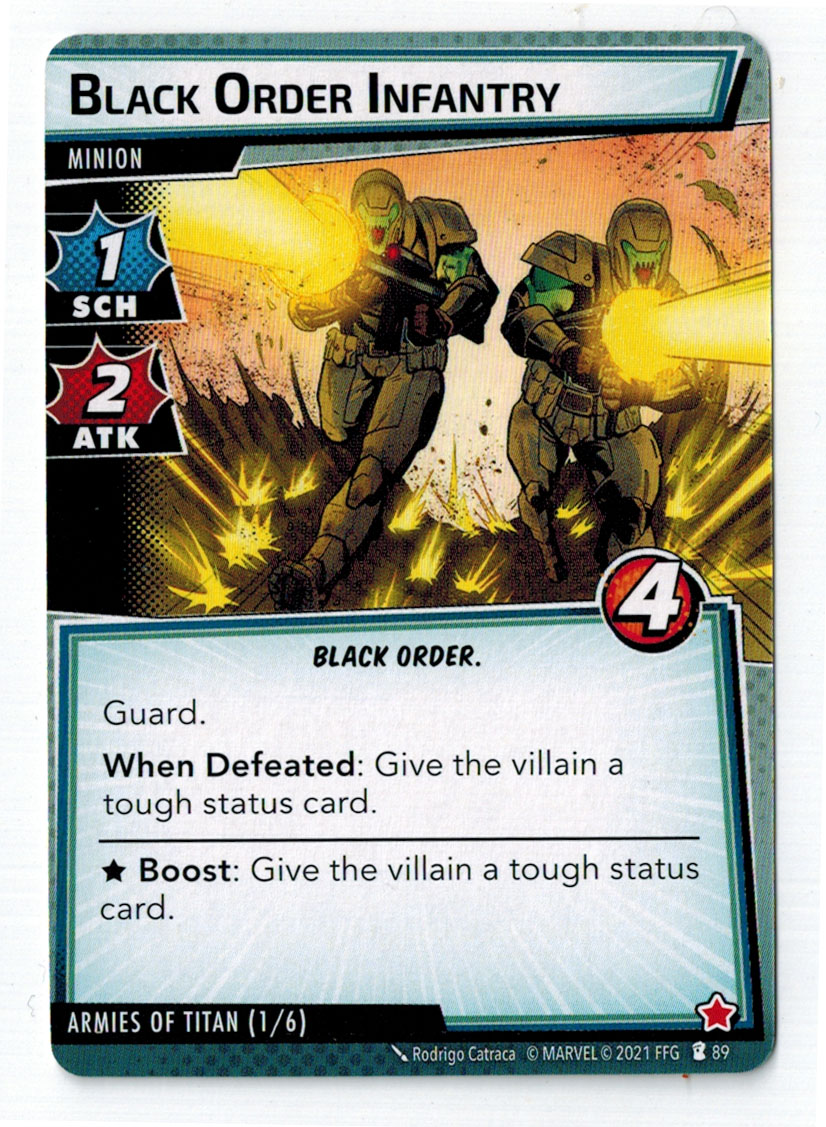 BLACK ORDER INFANTRY
MINION
1
SCH
2
ATK
4
BLACK ORDER.
Guard.
When Defeated: Give the villain a
tough status card.
★ Boost: Give the villain a tough status
card.
ARMIES OF TITAN (1/6)
Rodrigo Catraca © MARVEL © 2021 FFG 89